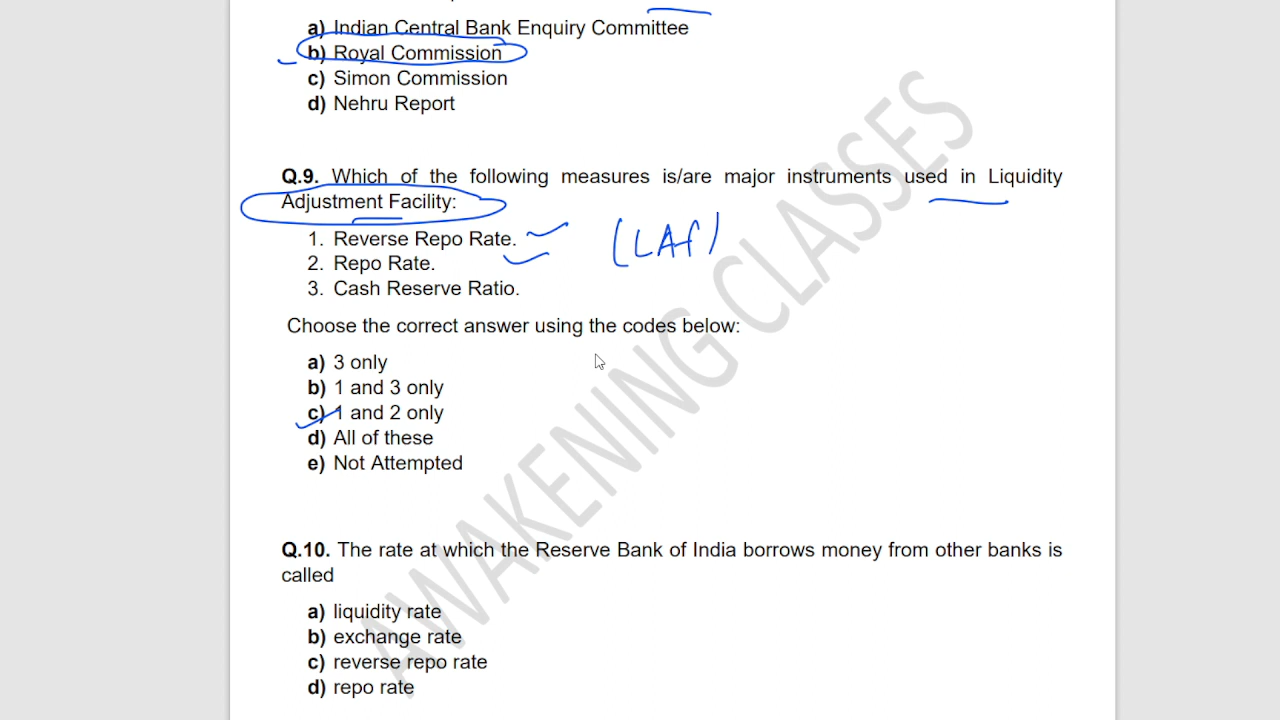 a) Indian Central Bank Enquiry Committee
b) Royal Commission
c) Simon Commission
d) Nehru Report
Q.9. Which of the following measures is/are major instruments used in Liquidity
Adjustment Facility:
1. Reverse Repo Rate.
(LAf)
2. Repo Rate.
3. Cash Reserve Ratio.
Choose the correct answer using the codes below:
a) 3 only
b) 1 and 3 only
c) 1 and 2 only
d) All of these
e) Not Attempted
Q.10. The rate at which the Reserve Bank of India borrows money from other banks is
called
a) liquidity rate
b) exchange rate
c) reverse repo rate
d) repo rate
AWAKENING CLASSES